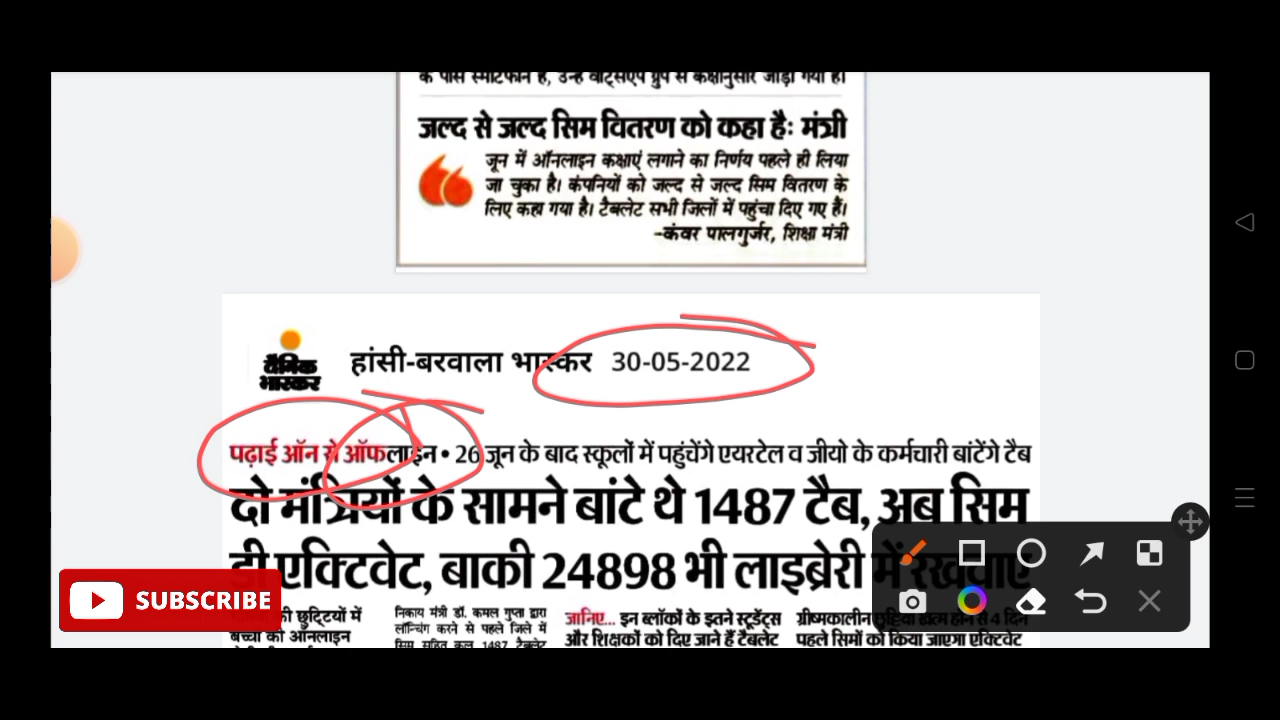 के पास स्मार्टफोन हैं, उन्हें वाट्सएप ग्रुप से कक्षानुसार जोड़ा गया है।
जल्द से जल्द सिम वितरण को कहा हैः मंत्री
जून में ऑनलाइन कक्षाएं लगाने का निर्णय पहले ही लिया
जा चुका है। कंपनियों को जल्द से जल्द सिम वितरण के
लिए कहा गया है। टैबलेट सभी जिलों में पहुंचा दिए गए हैं।
-कंवर पालगुर्जर, शिक्षा मंत्री
दैनिक
भास्कर
हांसी-बरवाला भास्कर 30-05-2022
पढ़ाई ऑन से ऑफलाइन • 26 जून के बाद स्कूलों में पहुंचेंगे एयरटेल व जीयो के कर्मचारी बांटेंगे टैब
दो मंत्रियों के सामने बांटे थे 1487 टैब, अब सिम
डी एक्टिवेट, बाकी 24898 भी लाइब्रेरी में रखवाए
SUBSCRIBE
की छुट्टियों में
बच्चों को ऑनलाइन
निकाय मंत्री डॉ. कमल गुप्ता द्वारा
लॉन्चिंग करने से पहले जिले में
सिम सहित कुल 1487 टैबलेट
जानिए... इन ब्लॉकों के इतने स्टूडेंट्स
और शिक्षकों को दिए जाने हैं टैबलेट
ग्रीष्मकालीन छुट्टियां खत्म होने से 4 दिन
पहले सिमों को किया जाएगा एक्टिवेट